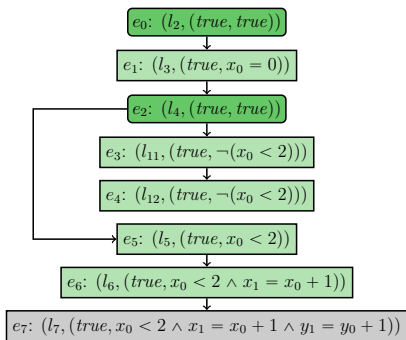 e₀: (l₂, (true, true))
e₁: (l₃, (true, x₀ = 0))
e₂: (l₄, (true, true))
e₃: (l₁₁, (true, ¬(x₀ < 2)))
e₄: (l₁₂, (true, ¬(x₀ < 2)))
e₅: (l₅, (true, x₀ < 2))
e₆: (l₆, (true, x₀ < 2 ∧ x₁ = x₀ + 1))
e₇: (l₇, (true, x₀ < 2 ∧ x₁ = x₀ + 1 ∧ y₁ = y₀ + 1))